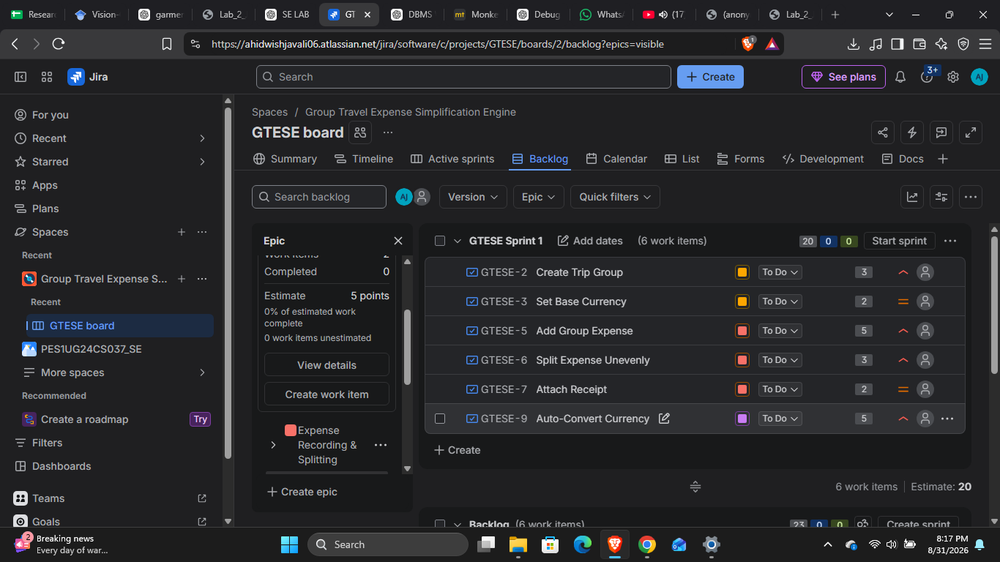 Resear
Vision-
garmer
Lab_2_
SE LAB
GT
DBMS
mt Monke
Debug
WhatsA
(17
(anony
Lab_2_
https://ahidwishjavali06.atlassian.net/jira/software/c/projects/GTESE/boards/2/backlog?epics=visible
1
Jira
Search
Create
See plans
3+
AJ
For you
Recent
Starred
Apps
Plans
Spaces
Recent
Group Travel Expense S...
Recent
GTESE board
PES1UG24CS037_SE
More spaces
Recommended
Create a roadmap
Try
Filters
Dashboards
Teams
Goals
Spaces / Group Travel Expense Simplification Engine
GTESE board
Summary
Timeline
Active sprints
Backlog
Calendar
List
Forms
Development
Docs
Search backlog
AJ
Version
Epic
Quick filters
Epic
Work items 2
Completed 0
Estimate 5 points
0% of estimated work
complete
0 work items unestimated
View details
Create work item
Expense
Recording &
Splitting
Create epic
GTESE Sprint 1 Add dates (6 work items) 20 0 0 Start sprint
GTESE-2 Create Trip Group To Do 3
GTESE-3 Set Base Currency To Do 2
GTESE-5 Add Group Expense To Do 5
GTESE-6 Split Expense Unevenly To Do 3
GTESE-7 Attach Receipt To Do 2
GTESE-9 Auto-Convert Currency To Do 5
Create
6 work items Estimate: 20
Backlog (6 work items) 23 0 0 Create sprint
2
Breaking news
Every day of war...
Search
8:17 PM
8/31/2026